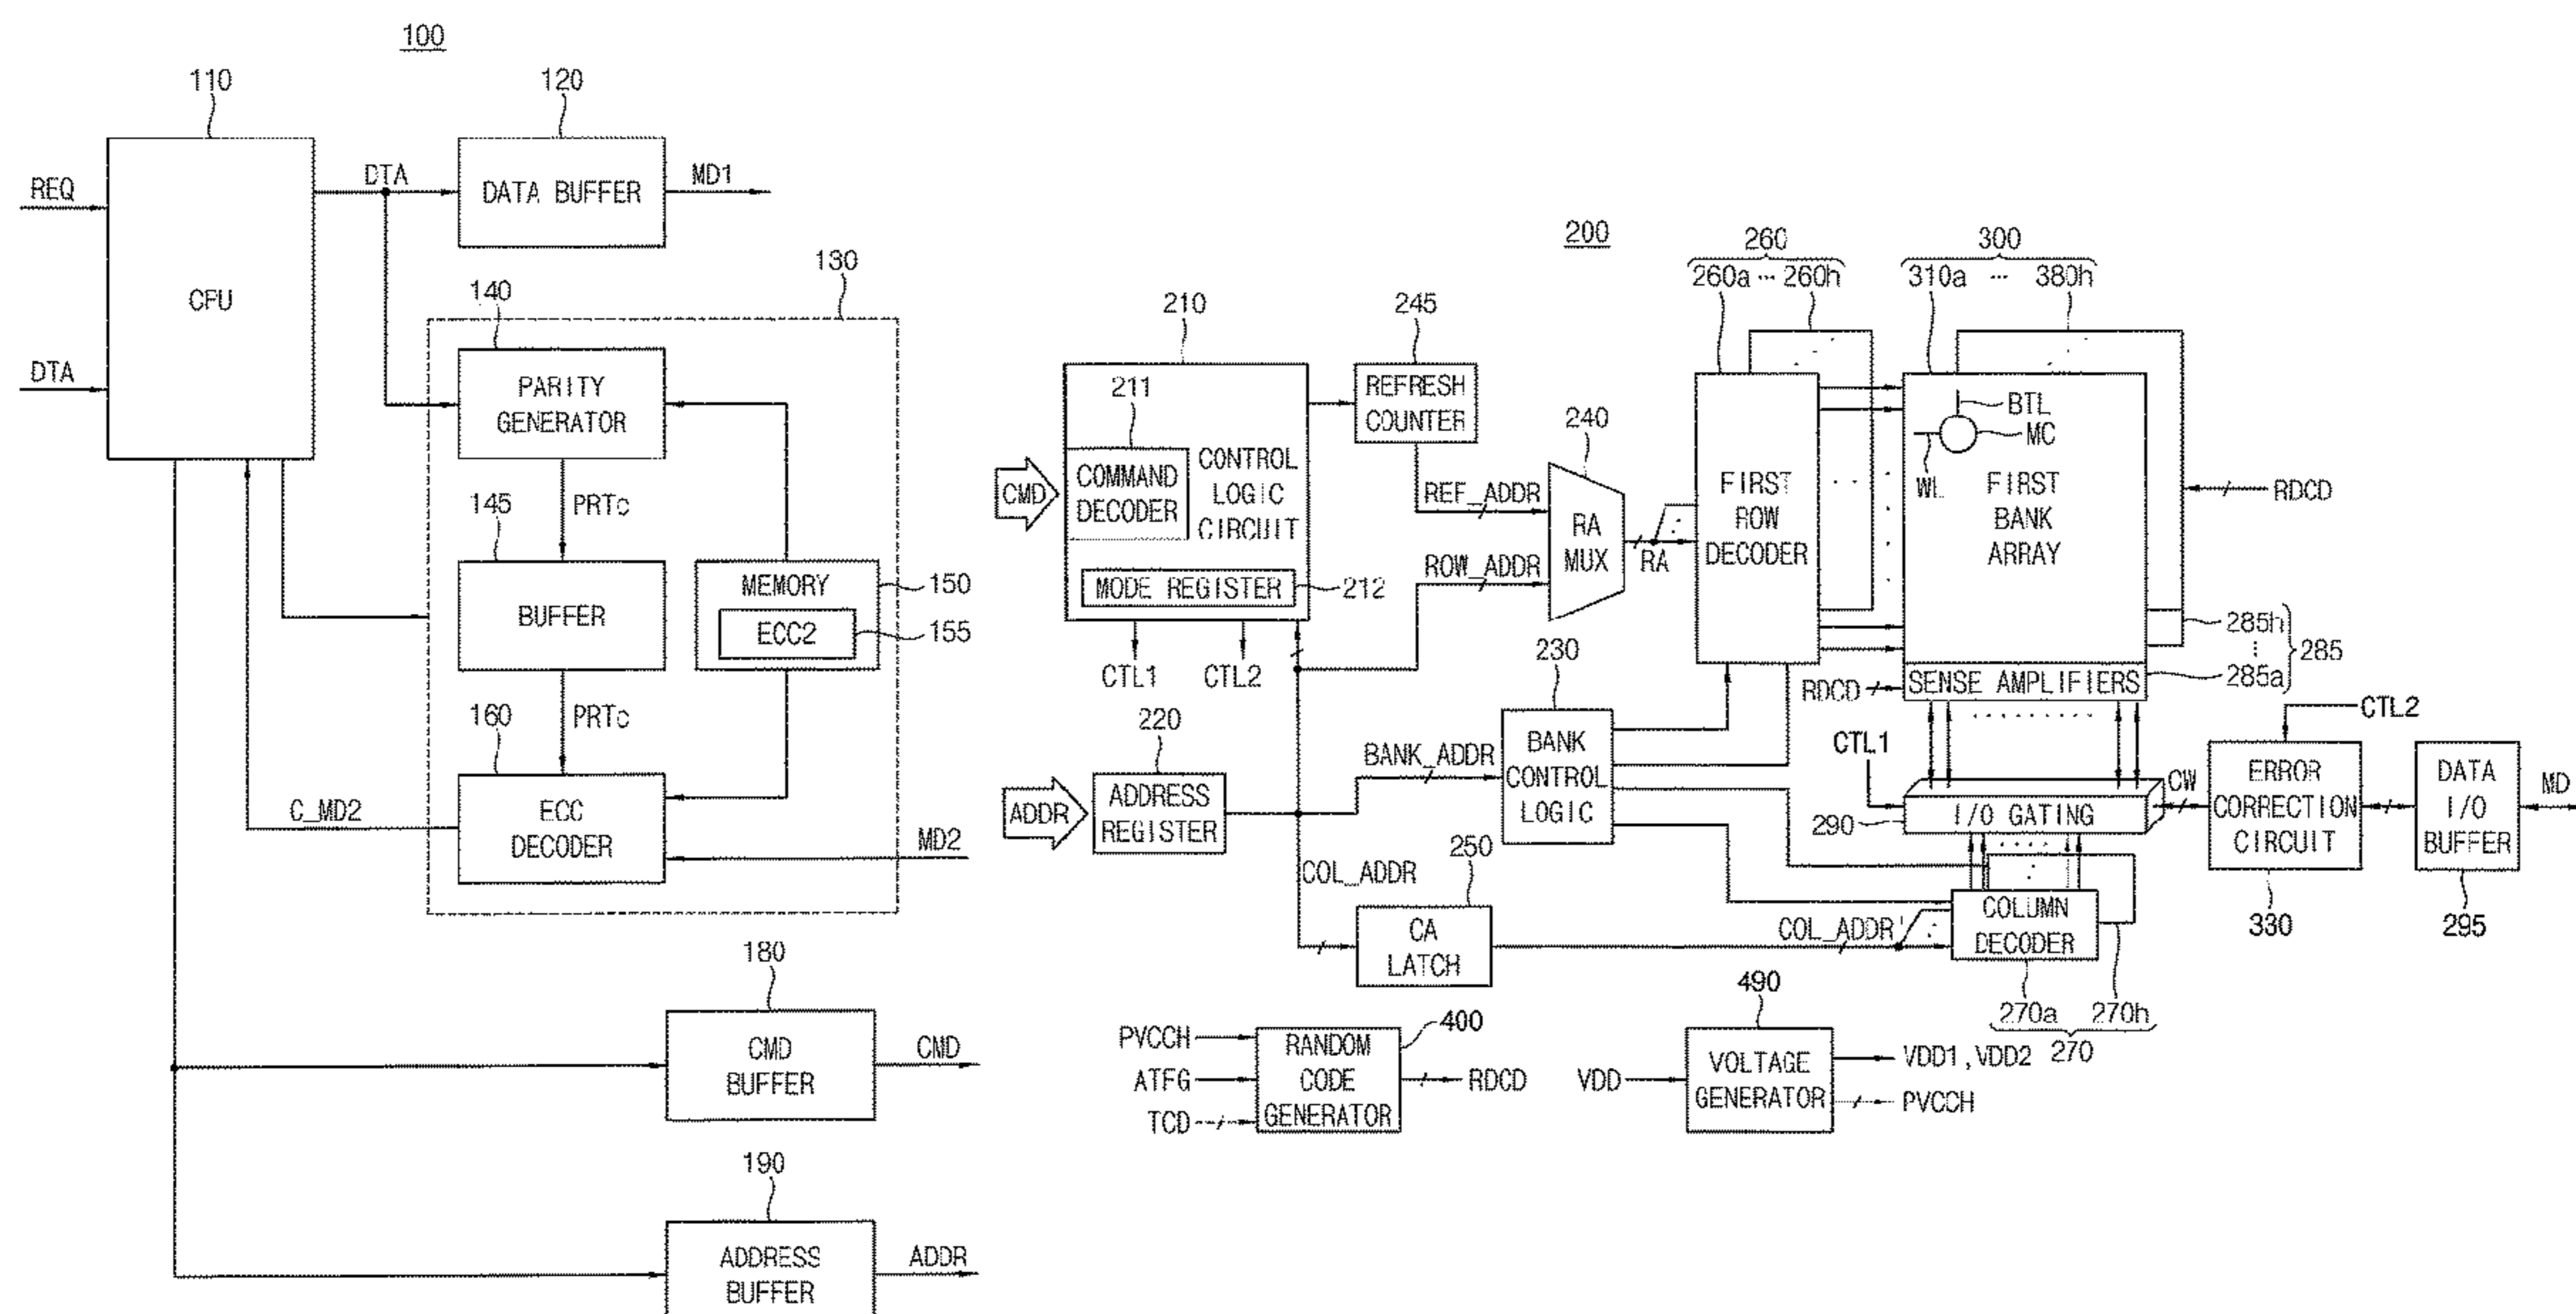 100
110
120
REQ
DTA
CPU
DTA
DATA BUFFER
MD1
130
140
PARITY
GENERATOR
PRTc
145
BUFFER
MEMORY
150
ECC2
155
PRTc
160
ECC
DECODER
C_MD2
MD2
180
CMD
BUFFER
CMD
190
ADDRESS
BUFFER
ADDR
200
210
211
CMD
COMMAND
DECODER
CONTROL
LOGIC
CIRCUIT
MODE REGISTER
212
CTL1
CTL2
245
REFRESH
COUNTER
REF_ADDR
ROW_ADDR
240
RA
MUX
RA
260
260a ... 260h
FIRST
ROW
DECODER
300
310a ... 380h
BTL
MC
WL
FIRST
BANK
ARRAY
RDCD
285h
285a
285
RDCD
SENSE AMPLIFIERS
220
ADDR
ADDRESS
REGISTER
BANK_ADDR
230
BANK
CONTROL
LOGIC
COL_ADDR
250
CA
LATCH
COL_ADDR'
CTL1
290
I/O GATING
CW
CTL2
ERROR
CORRECTION
CIRCUIT
330
DATA
I/O
BUFFER
295
MD
COLUMN
DECODER
270a
270h
270
PVCCH
ATFG
TCD
400
RANDOM
CODE
GENERATOR
RDCD
490
VDD
VOLTAGE
GENERATOR
VDD1,VDD2
PVCCH